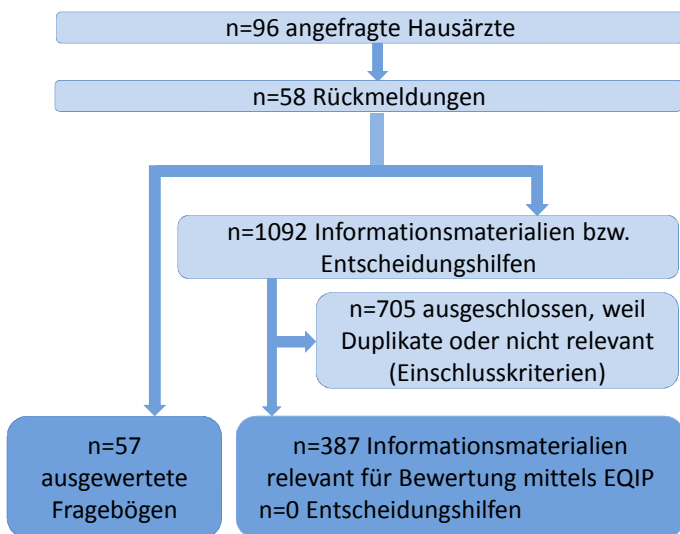 n=96 angefragte Hausärzte
n=58 Rückmeldungen
n=1092 Informationsmaterialien bzw.
Entscheidungshilfen
n=705 ausgeschlossen, weil
Duplikate oder nicht relevant
(Einschlusskriterien)
n=57
ausgewertete
Fragebögen
n=387 Informationsmaterialien
relevant für Bewertung mittels EQIP
n=0 Entscheidungshilfen